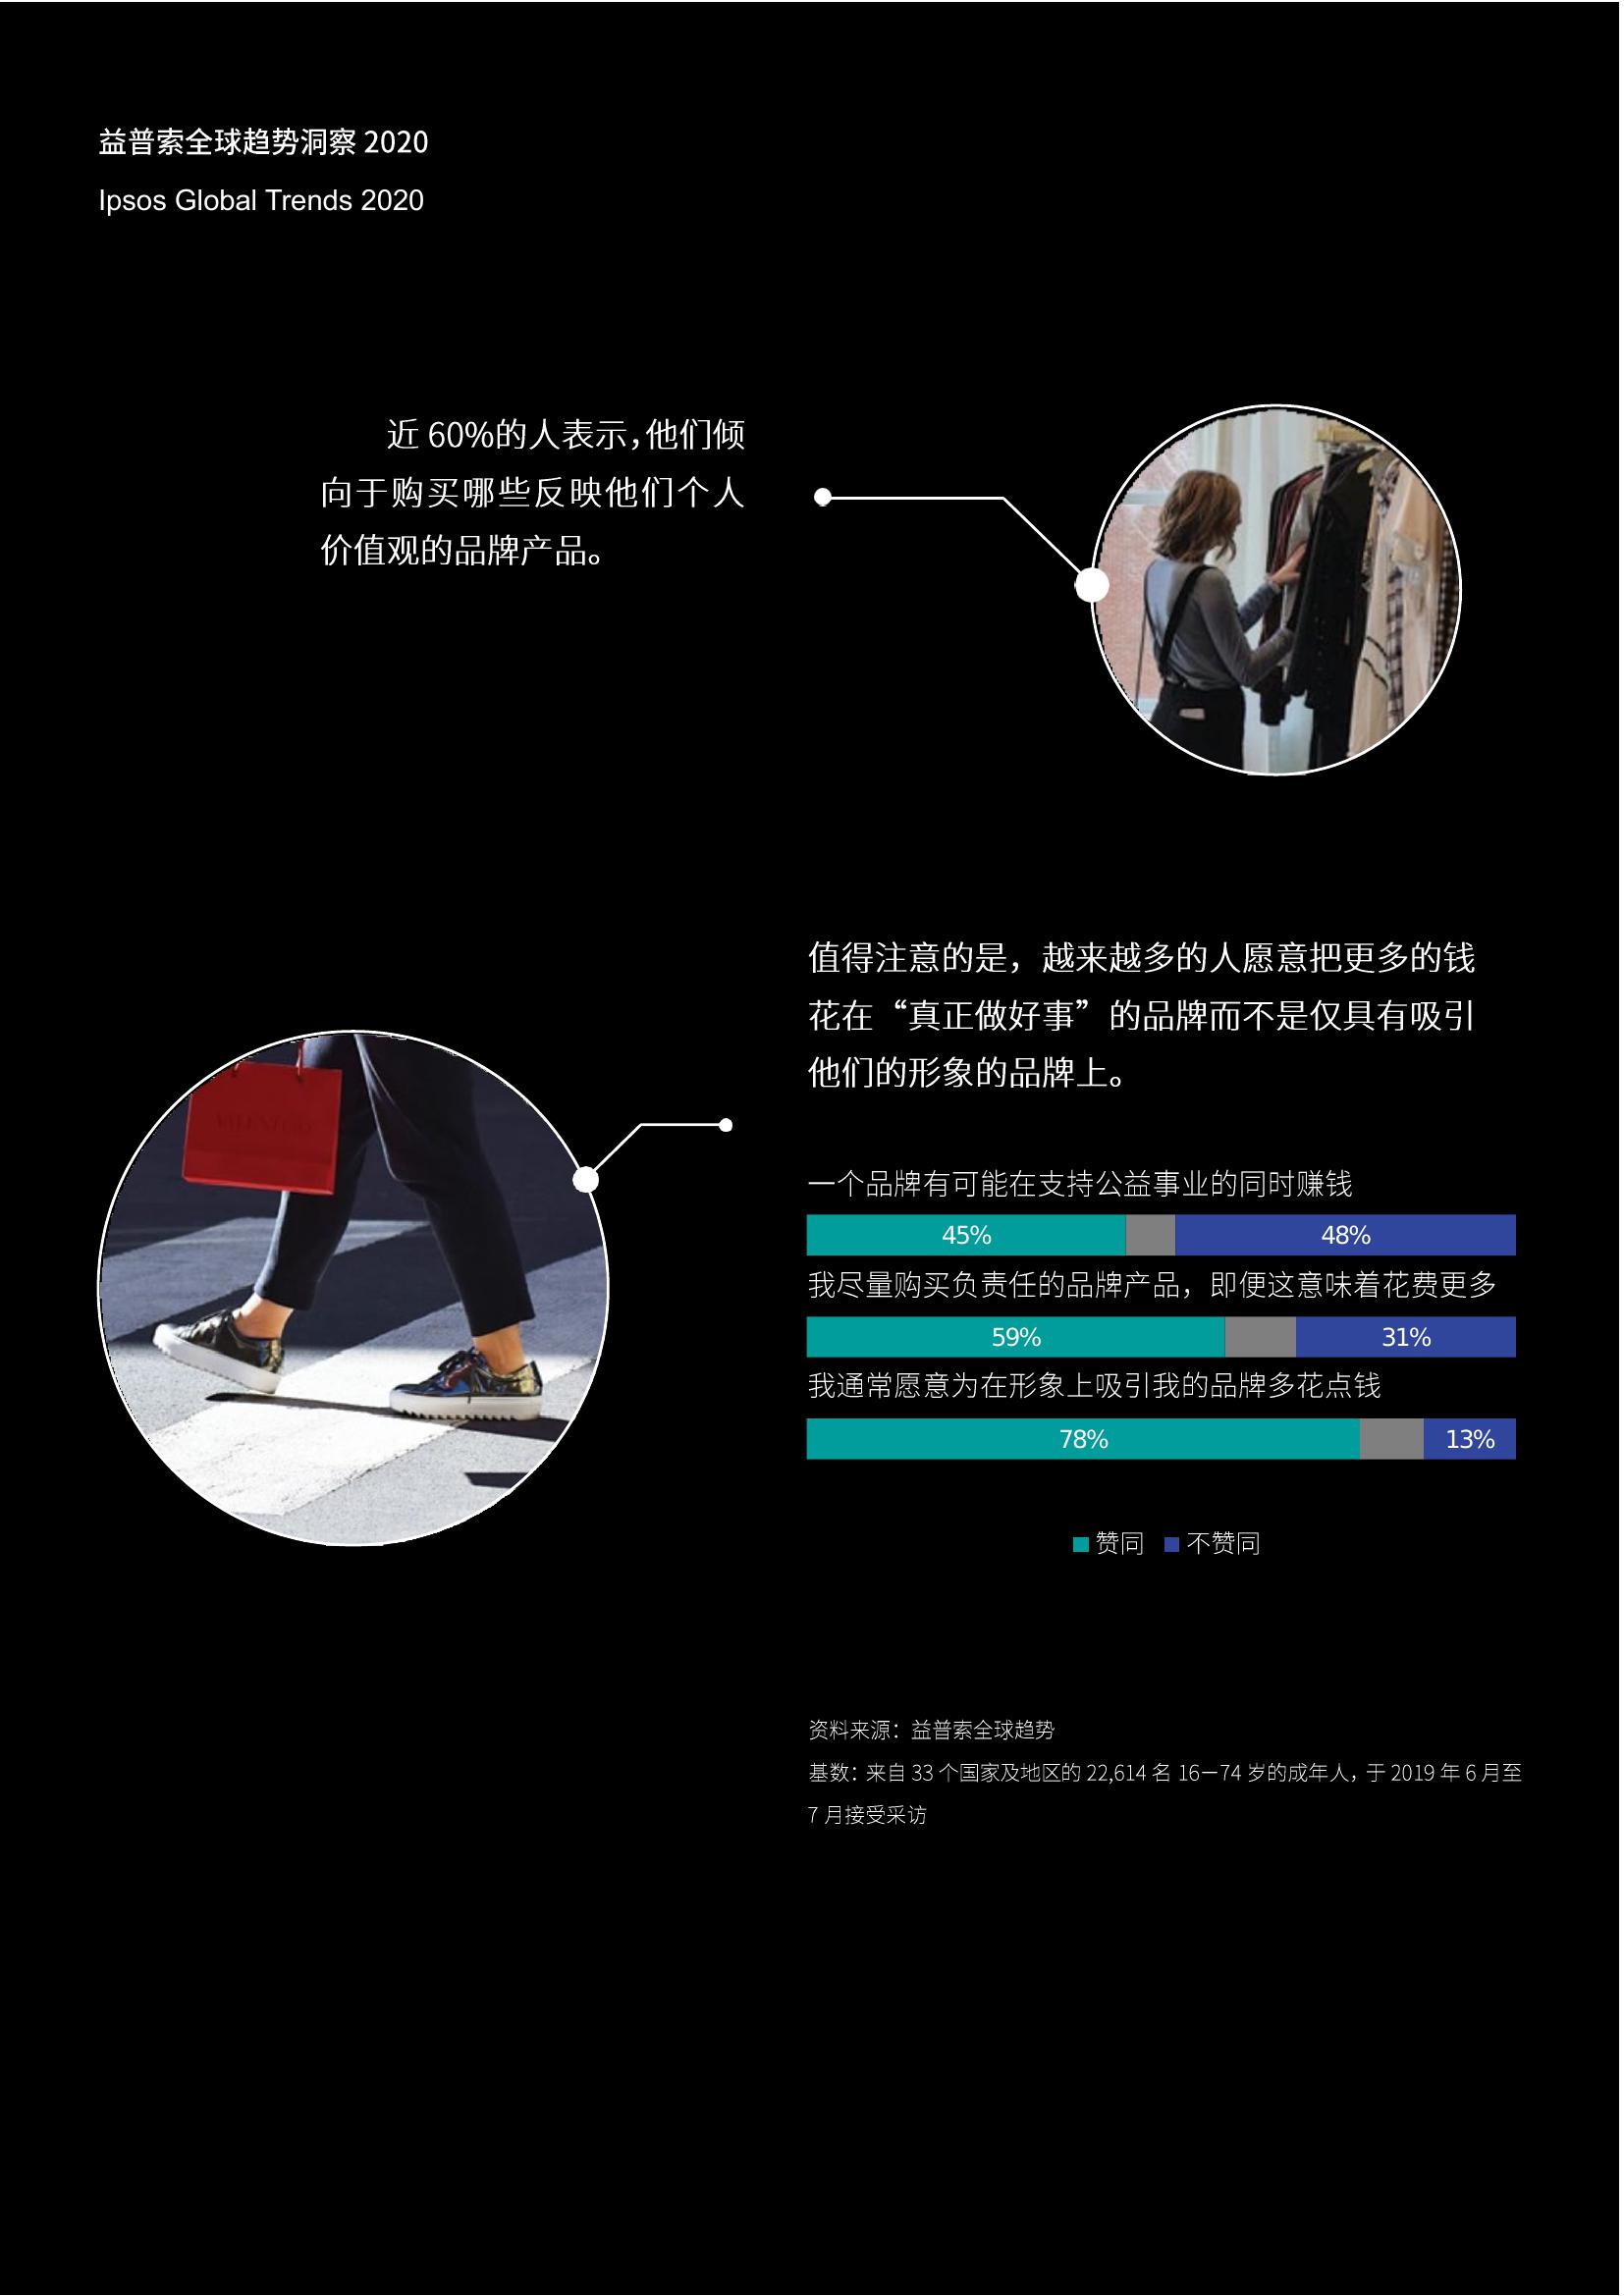 益普索全球趋势洞察 2020
Ipsos Global Trends 2020
近 60%的人表示，他们倾
向于购买哪些反映他们个人
价值观的品牌产品。
值得注意的是，越来越多的人愿意把更多的钱
花在“真正做好事”的品牌而不是仅具有吸引
他们的形象的品牌上。
一个品牌有可能在支持公益事业的同时赚钱
45% 48%
我尽量购买负责任的品牌产品，即便这意味着花费更多
59% 31%
我通常愿意为在形象上吸引我的品牌多花点钱
78% 13%
赞同 不赞同
资料来源：益普索全球趋势
基数：来自 33 个国家及地区的 22,614 名 16—74 岁的成年人，于 2019 年 6 月至
7 月接受采访